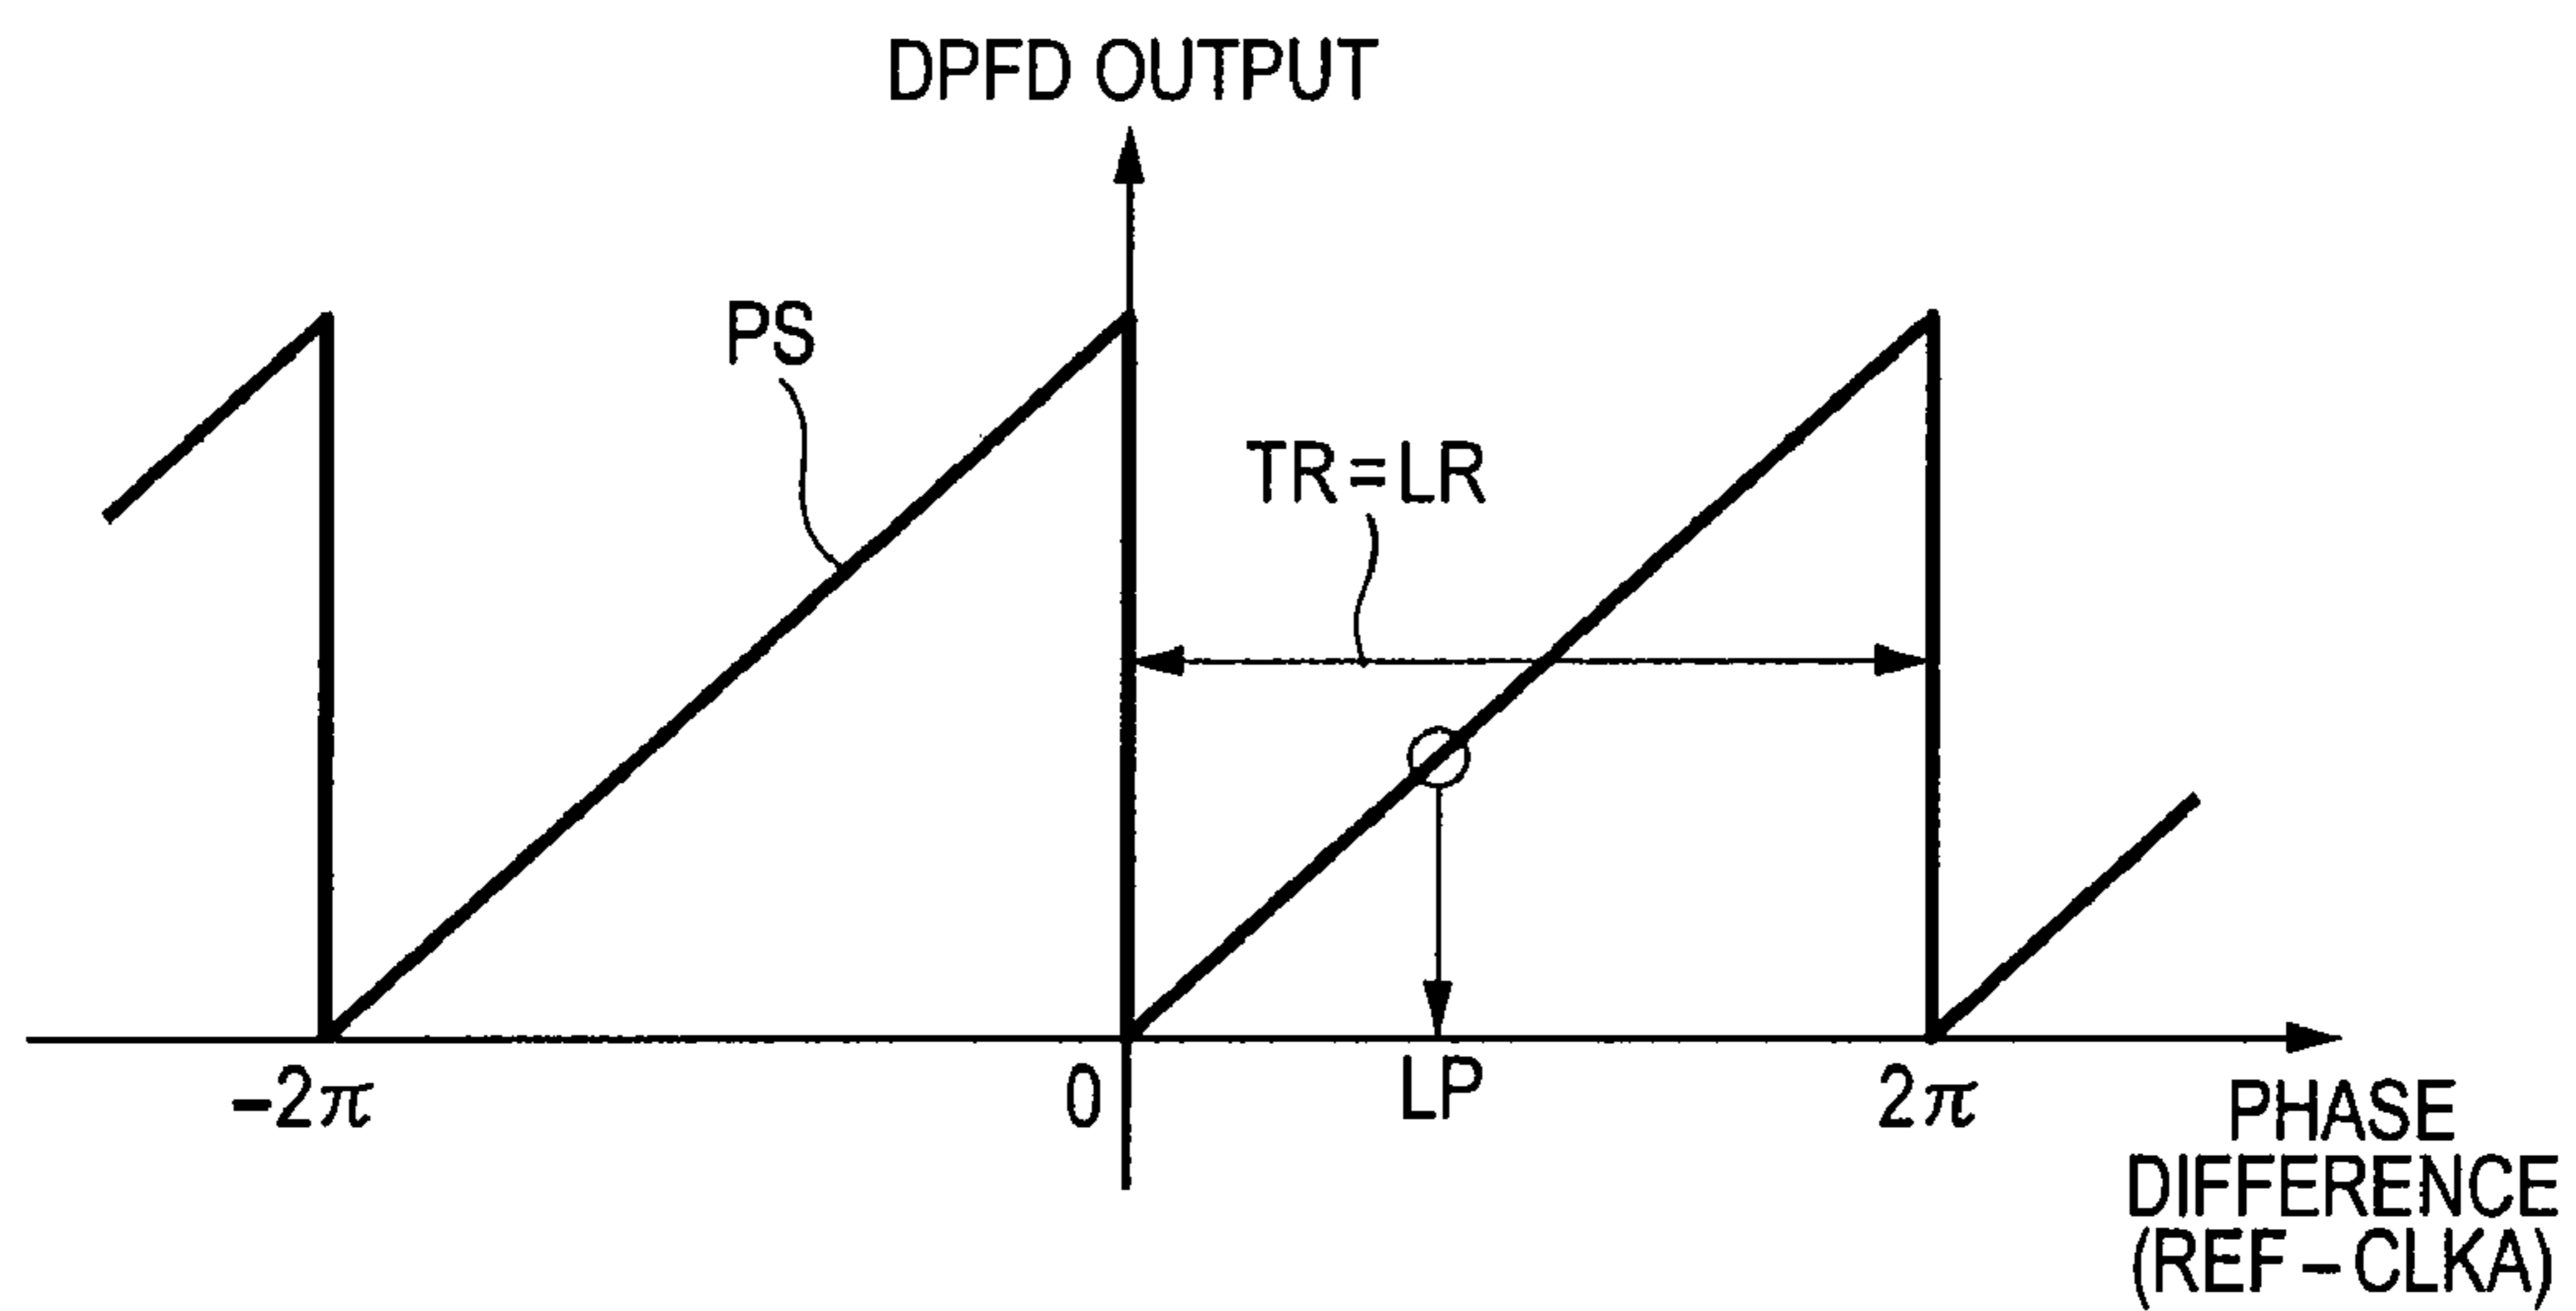 DPFD OUTPUT
PS
TR=LR
-2π
0
LP
2π
PHASE
DIFFERENCE
(REF-CLKA)